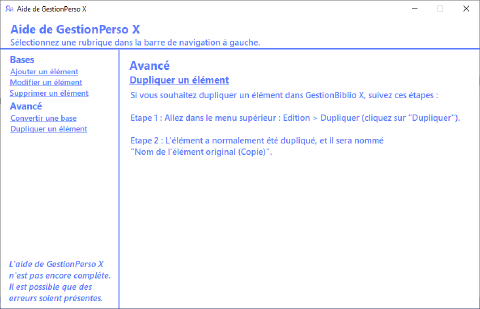 Aide de GestionPerso X
Aide de GestionPerso X
Sélectionnez une rubrique dans la barre de navigation à gauche.
Bases
Ajouter un élément
Modifier un élément
Supprimer un élément
Avancé
Convertir une base
Dupliquer un élément
L'aide de GestionPerso X
n'est pas encore complète.
Il est possible que des
erreurs soient présentes.
Avancé
Dupliquer un élément
Si vous souhaitez dupliquer un élément dans GestionBiblio X, suivez ces étapes :
Etape 1 : Allez dans le menu supérieur : Edition > Dupliquer (cliquez sur "Dupliquer").
Etape 2 : L'élément a normalement été dupliqué, et il sera nommé
"Nom de l'élément original (Copie)".